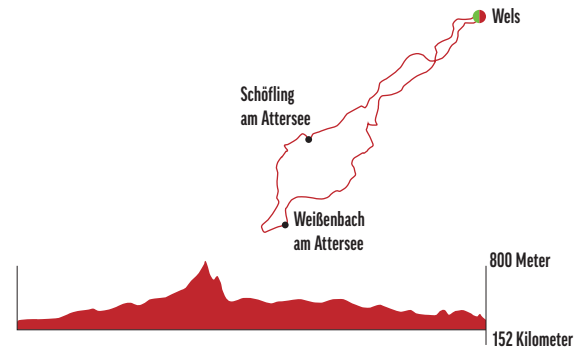 Wels
Schöfling
am Attersee
Weißenbach
am Attersee
800 Meter
152 Kilometer